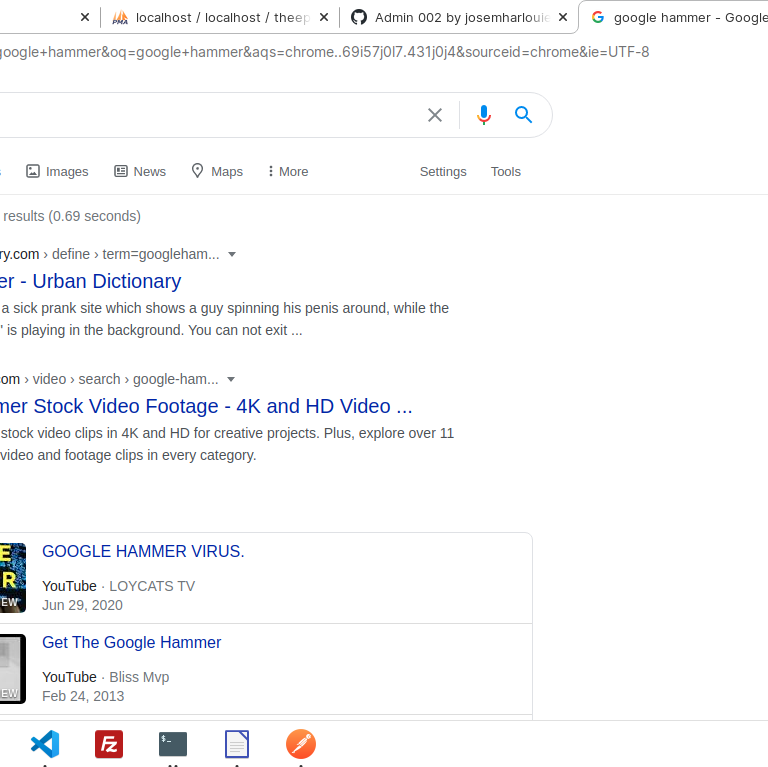 PMA localhost / localhost / theep
Admin 002 by josemharloule
google hammer - Google
google+hammer&oq=google+hammer&aqs=chrome..69i57j0l7.431j0j4&sourceid=chrome&ie=UTF-8
Images News Maps More Settings Tools
results (0.69 seconds)
ry.com › define › term=googleham...
er - Urban Dictionary
a sick prank site which shows a guy spinning his penis around, while the
" is playing in the background. You can not exit ...
om › video › search › google-ham...
mer Stock Video Footage - 4K and HD Video ...
stock video clips in 4K and HD for creative projects. Plus, explore over 11
video and footage clips in every category.
E
R
EW
GOOGLE HAMMER VIRUS.
YouTube · LOYCATS TV
Jun 29, 2020
EW
Get The Google Hammer
YouTube · Bliss Mvp
Feb 24, 2013
Fz
$_